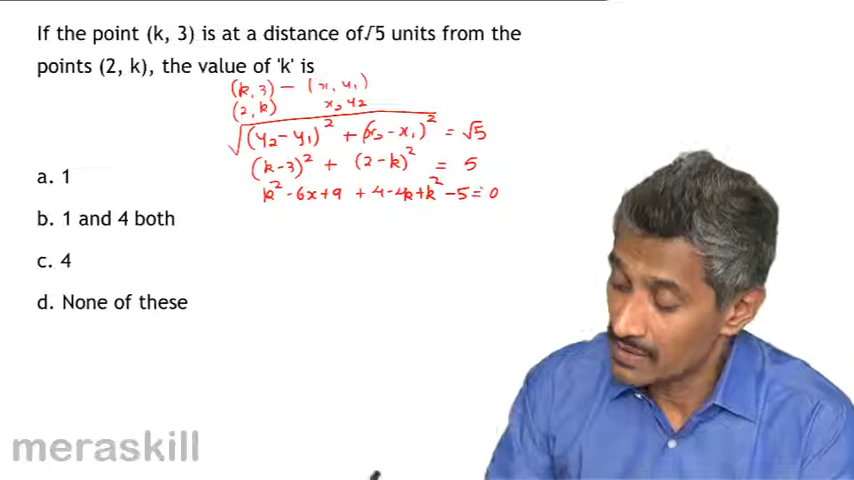 If the point (k, 3) is at a distance of√5 units from the
points (2, k), the value of 'k' is
(k, 3) — (x, y₁)
(2, k) x₂ y₂
√(y₂ - y₁)² + (x₂ - x₁)² = √5
(k-3)² + (2-k)² = 5
k² - 6x + 9 + 4 - 4k + k² - 5 = 0
a. 1
b. 1 and 4 both
c. 4
d. None of these
meraskill